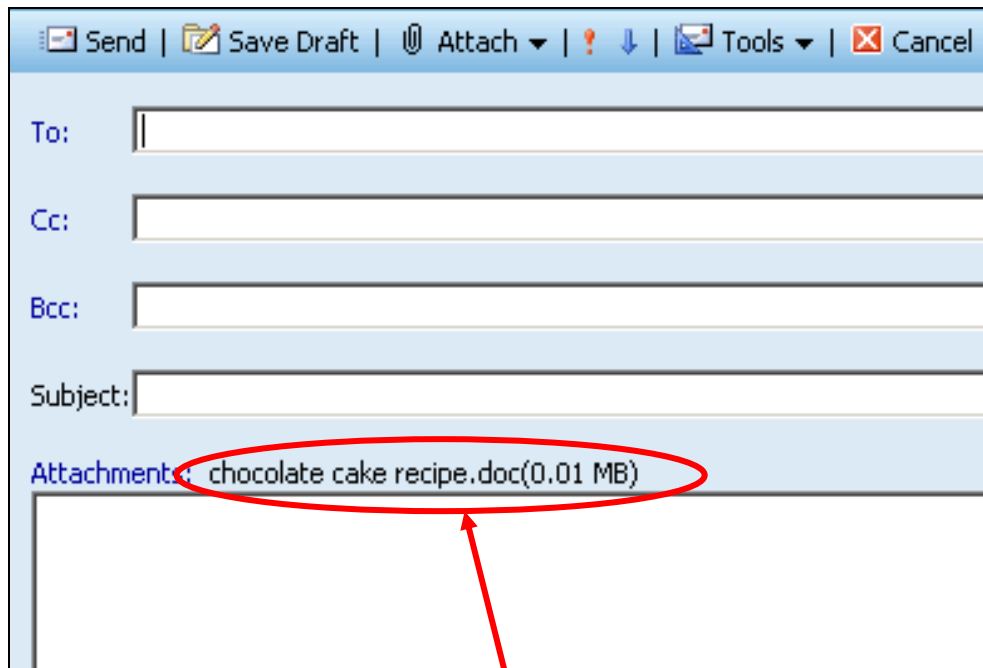 Send | Save Draft | Attach | | Tools | Cancel
To:
Cc:
Bcc:
Subject:
Attachments: chocolate cake recipe.doc(0.01 MB)